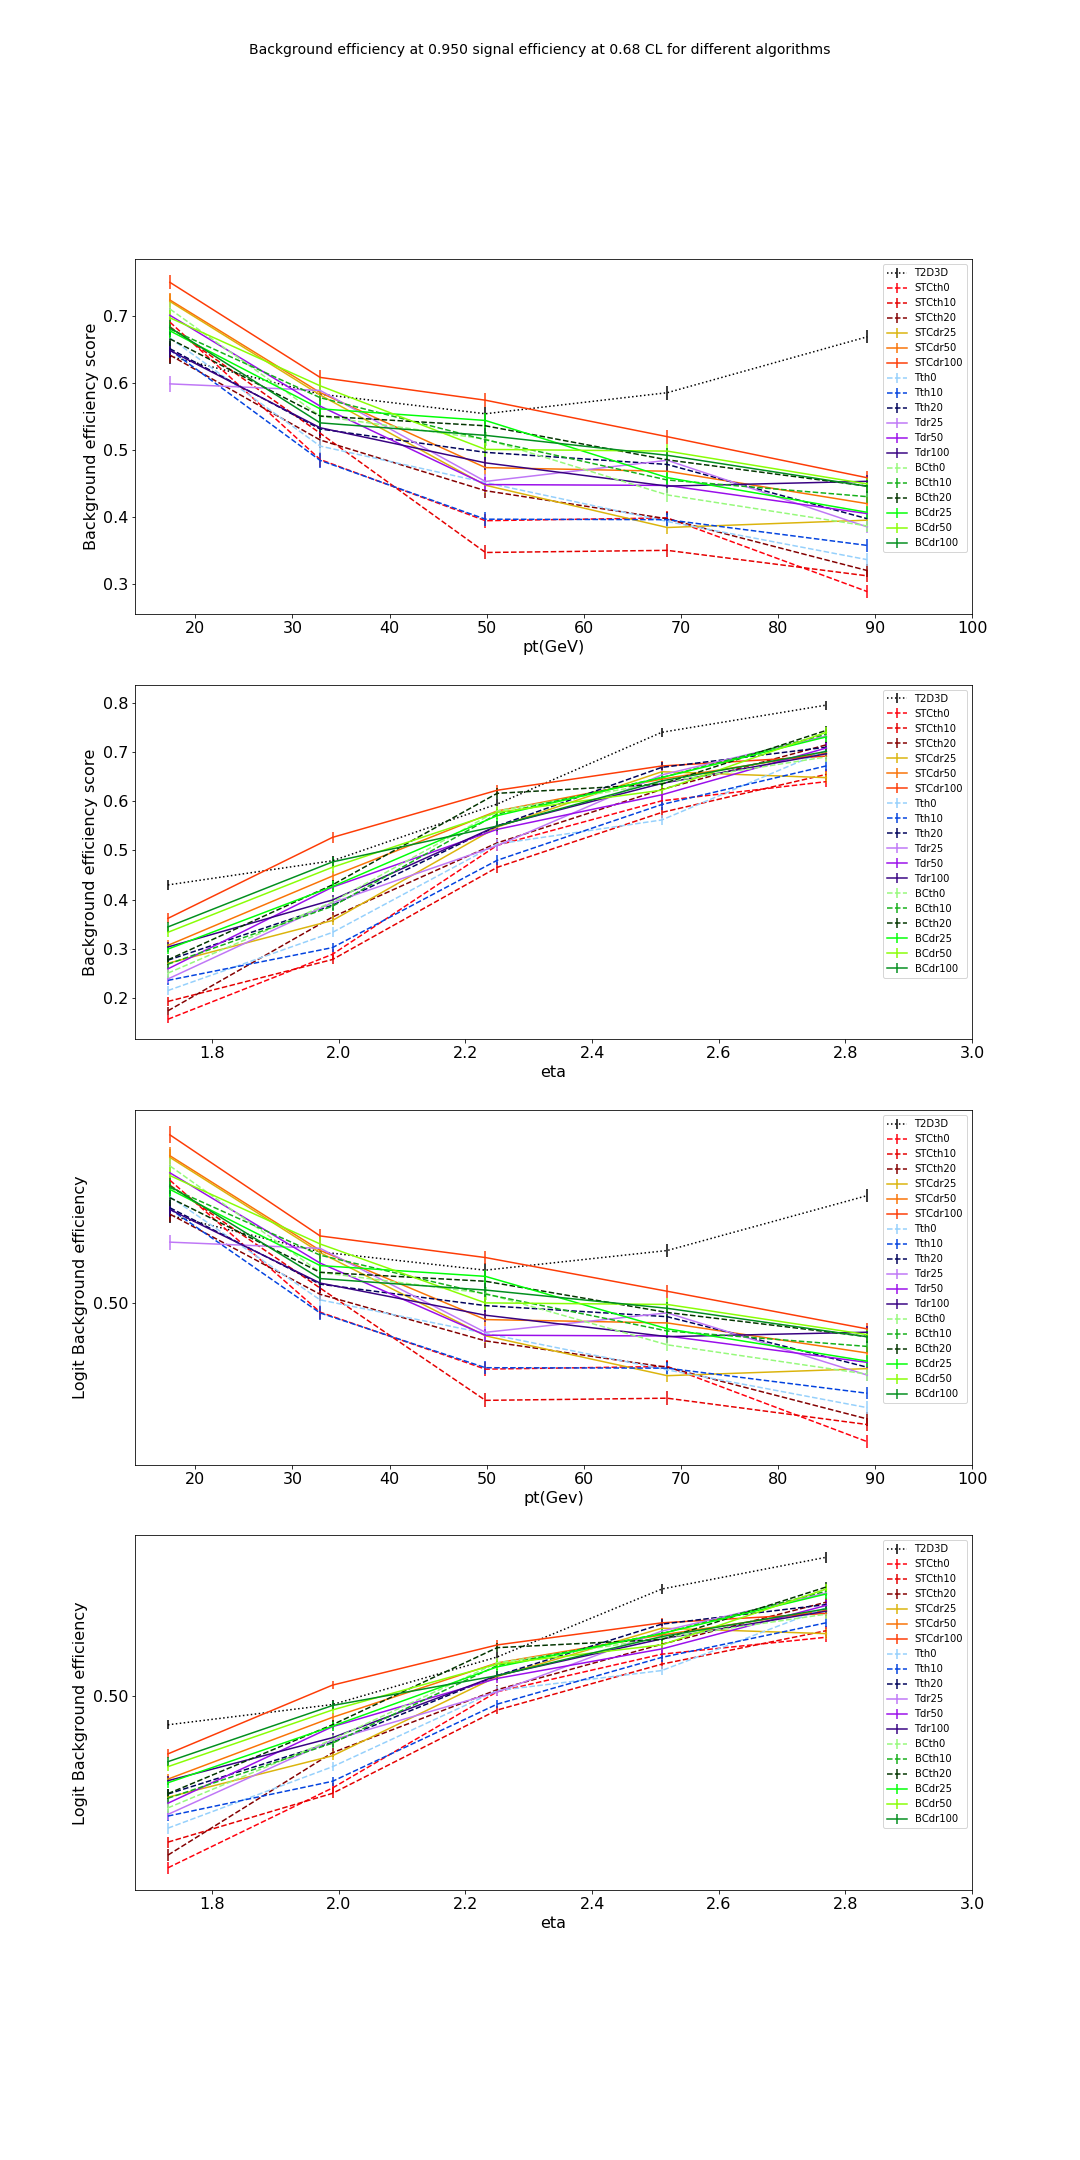 Background efficiency at 0.950 signal efficiency at 0.68 CL for different algorithms
Background efficiency score
0.7
0.6
0.5
0.4
0.3
20 30 40 50 60 70 80 90 100
pt(GeV)
T2D3D
STCth0
STCth10
STCth20
STCdr25
STCdr50
STCdr100
Tth0
Tth10
Tth20
Tdr25
Tdr50
Tdr100
BCth0
BCth10
BCth20
BCdr25
BCdr50
BCdr100
Background efficiency score
0.8
0.7
0.6
0.5
0.4
0.3
0.2
1.8 2.0 2.2 2.4 2.6 2.8 3.0
eta
T2D3D
STCth0
STCth10
STCth20
STCdr25
STCdr50
STCdr100
Tth0
Tth10
Tth20
Tdr25
Tdr50
Tdr100
BCth0
BCth10
BCth20
BCdr25
BCdr50
BCdr100
Logit Background efficiency
0.50
20 30 40 50 60 70 80 90 100
pt(Gev)
T2D3D
STCth0
STCth10
STCth20
STCdr25
STCdr50
STCdr100
Tth0
Tth10
Tth20
Tdr25
Tdr50
Tdr100
BCth0
BCth10
BCth20
BCdr25
BCdr50
BCdr100
Logit Background efficiency
0.50
1.8 2.0 2.2 2.4 2.6 2.8 3.0
eta
T2D3D
STCth0
STCth10
STCth20
STCdr25
STCdr50
STCdr100
Tth0
Tth10
Tth20
Tdr25
Tdr50
Tdr100
BCth0
BCth10
BCth20
BCdr25
BCdr50
BCdr100